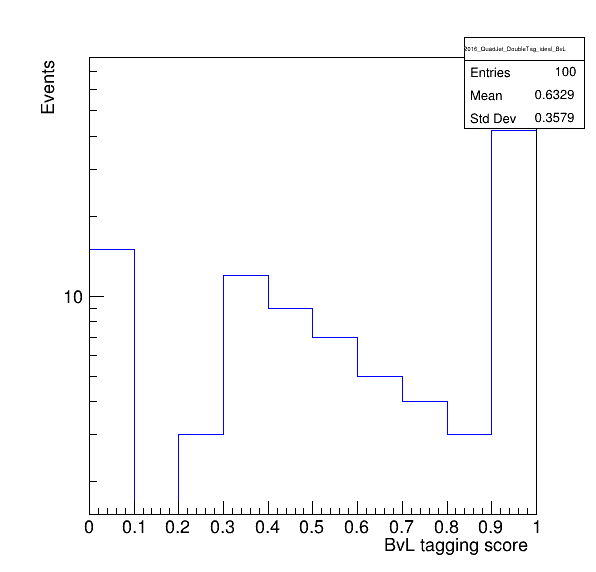 2016_QuadJet_DoubleTag_ideal_BvL
Entries 100
Mean 0.6329
Std Dev 0.3579
Events
10
0 0.1 0.2 0.3 0.4 0.5 0.6 0.7 0.8 0.9 1
BvL tagging score